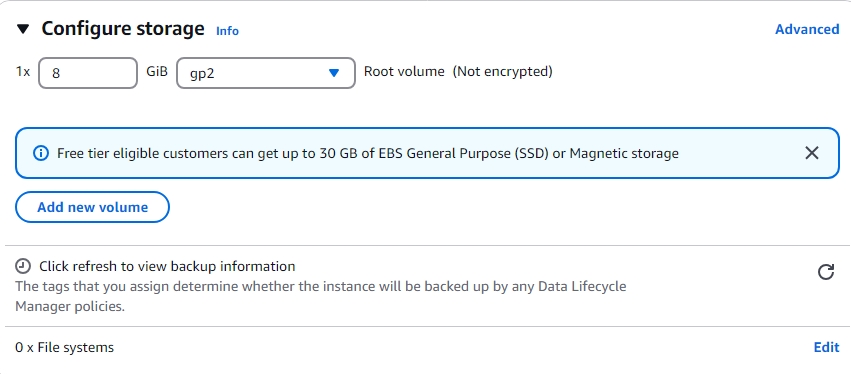 Configure storage Info Advanced
1x 8 GiB gp2 Root volume (Not encrypted)
Free tier eligible customers can get up to 30 GB of EBS General Purpose (SSD) or Magnetic storage
Add new volume
Click refresh to view backup information
The tags that you assign determine whether the instance will be backed up by any Data Lifecycle
Manager policies.
0 x File systems Edit